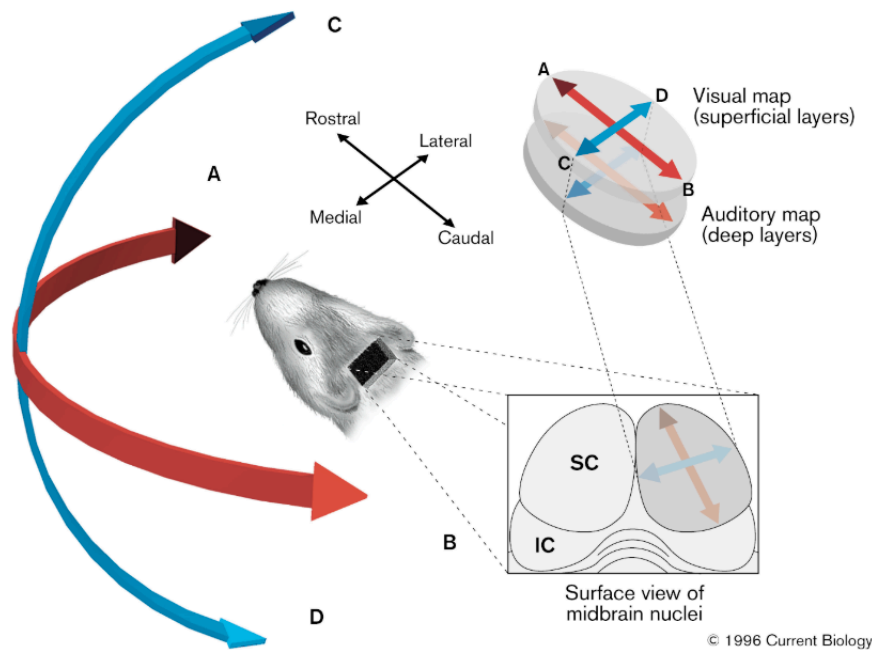 C
A
D
Visual map
(superficial layers)
Rostral
Lateral
A
C
B
Medial
Caudal
Auditory map
(deep layers)
SC
B
IC
D
Surface view of
midbrain nuclei
© 1996 Current Biology